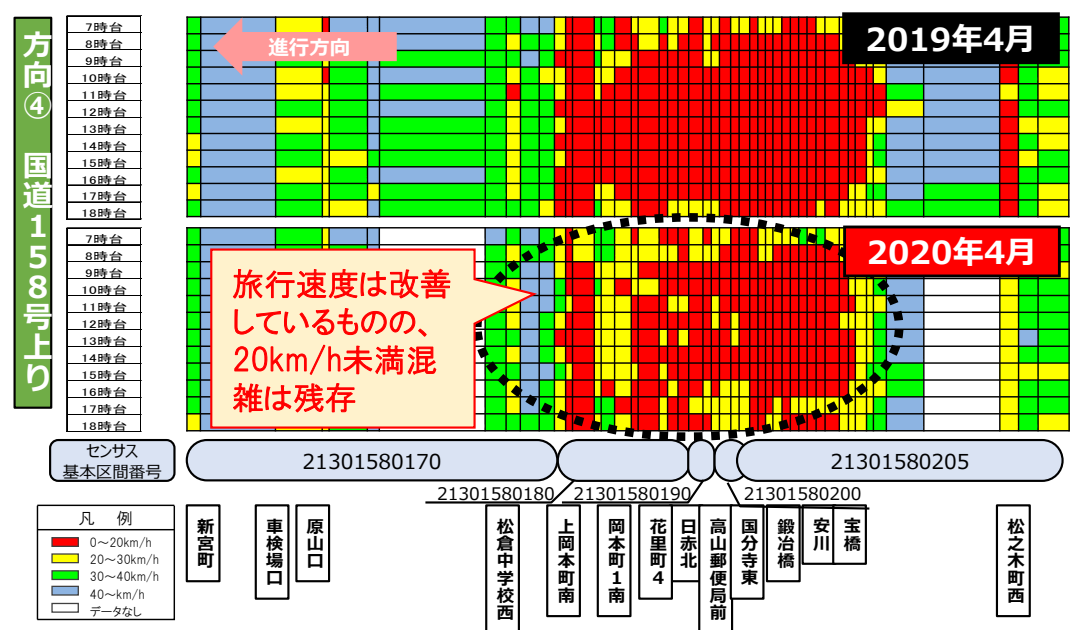 方向④ 国道158号上り
7時台
8時台
9時台
10時台
11時台
12時台
13時台
14時台
15時台
16時台
17時台
18時台
進行方向
2019年4月
7時台
8時台
9時台
10時台
11時台
12時台
13時台
14時台
15時台
16時台
17時台
18時台
2020年4月
旅行速度は改善
しているものの、
20km/h未満混
雑は残存
センサス
基本区間番号
21301580170
21301580205
21301580180
21301580190
21301580200
凡 例
0～20km/h
20～30km/h
30～40km/h
40～km/h
データなし
新宮町
車検場口
原山口
松倉中学校西
上岡本町南
岡本町1南
花里町4
日赤北
高山郵便局前
国分寺東
鍛冶橋
安川
宝橋
松之木町西